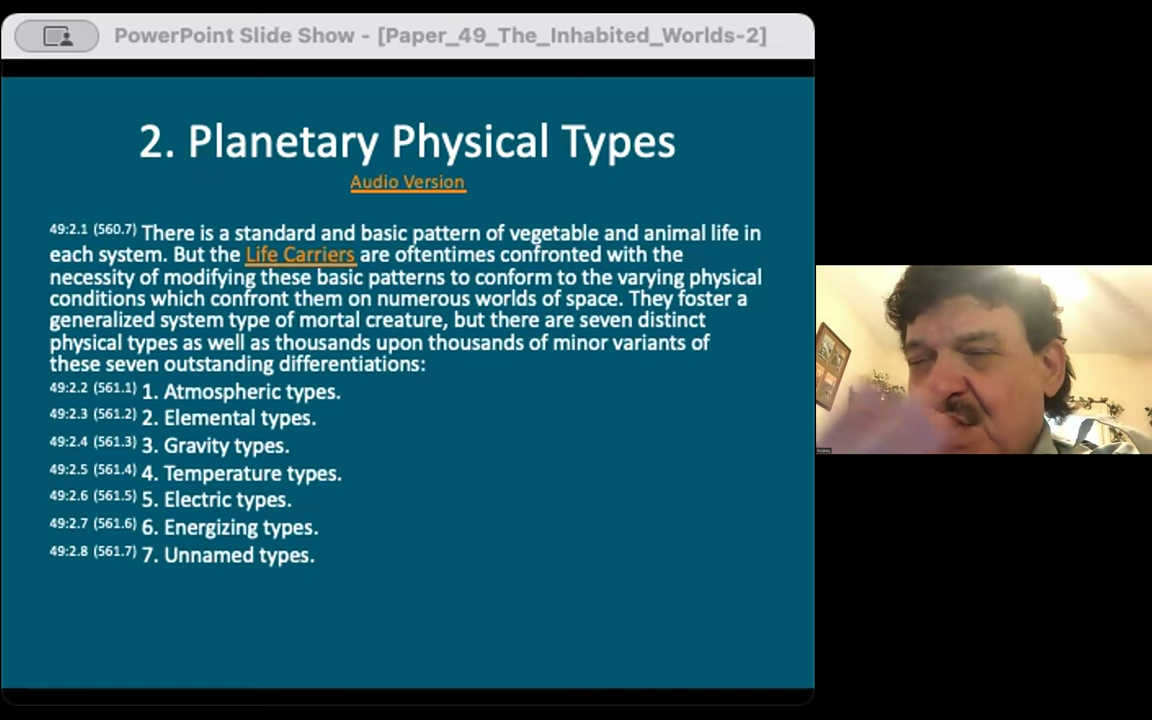 PowerPoint Slide Show - [Paper_49_The_Inhabited_Worlds-2]
2. Planetary Physical Types
Audio Version
49:2.1 (560.7) There is a standard and basic pattern of vegetable and animal life in
each system. But the Life Carriers are oftentimes confronted with the
necessity of modifying these basic patterns to conform to the varying physical
conditions which confront them on numerous worlds of space. They foster a
generalized system type of mortal creature, but there are seven distinct
physical types as well as thousands upon thousands of minor variants of
these seven outstanding differentiations:
49:2.2 (561.1) 1. Atmospheric types.
49:2.3 (561.2) 2. Elemental types.
49:2.4 (561.3) 3. Gravity types.
49:2.5 (561.4) 4. Temperature types.
49:2.6 (561.5) 5. Electric types.
49:2.7 (561.6) 6. Energizing types.
49:2.8 (561.7) 7. Unnamed types.